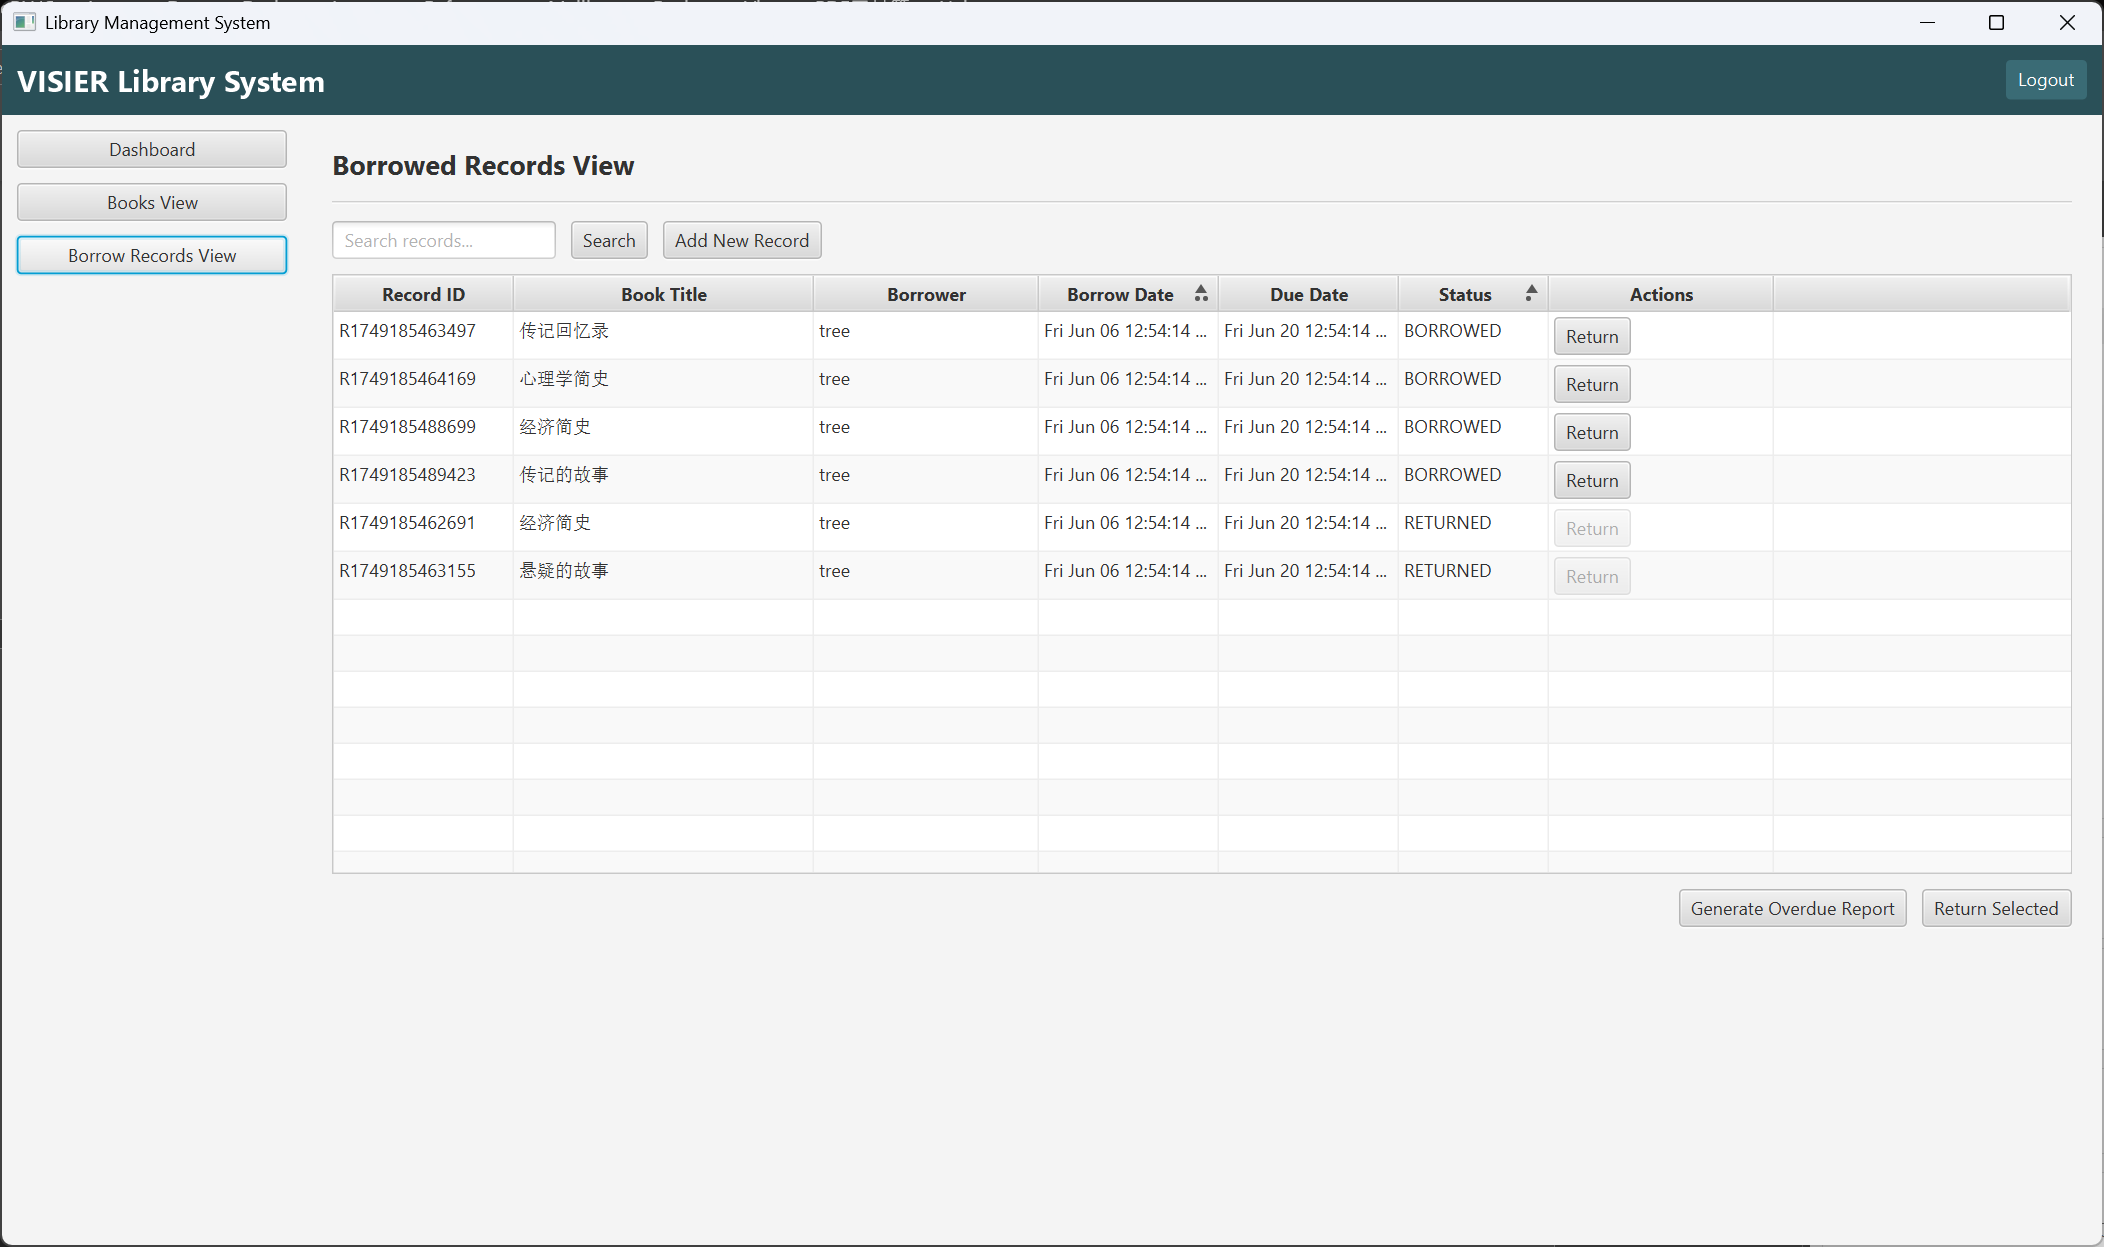 Library Management System
VISIER Library System
Logout
Dashboard
Books View
Borrow Records View
Borrowed Records View
Search records...
Search
Add New Record
Record ID Book Title Borrower Borrow Date Due Date Status Actions
R1749185463497 传记回忆录 tree Fri Jun 06 12:54:14 ... Fri Jun 20 12:54:14 ... BORROWED Return
R1749185464169 心理学简史 tree Fri Jun 06 12:54:14 ... Fri Jun 20 12:54:14 ... BORROWED Return
R1749185488699 经济简史 tree Fri Jun 06 12:54:14 ... Fri Jun 20 12:54:14 ... BORROWED Return
R1749185489423 传记的故事 tree Fri Jun 06 12:54:14 ... Fri Jun 20 12:54:14 ... BORROWED Return
R1749185462691 经济简史 tree Fri Jun 06 12:54:14 ... Fri Jun 20 12:54:14 ... RETURNED Return
R1749185463155 悬疑的故事 tree Fri Jun 06 12:54:14 ... Fri Jun 20 12:54:14 ... RETURNED Return
Generate Overdue Report
Return Selected